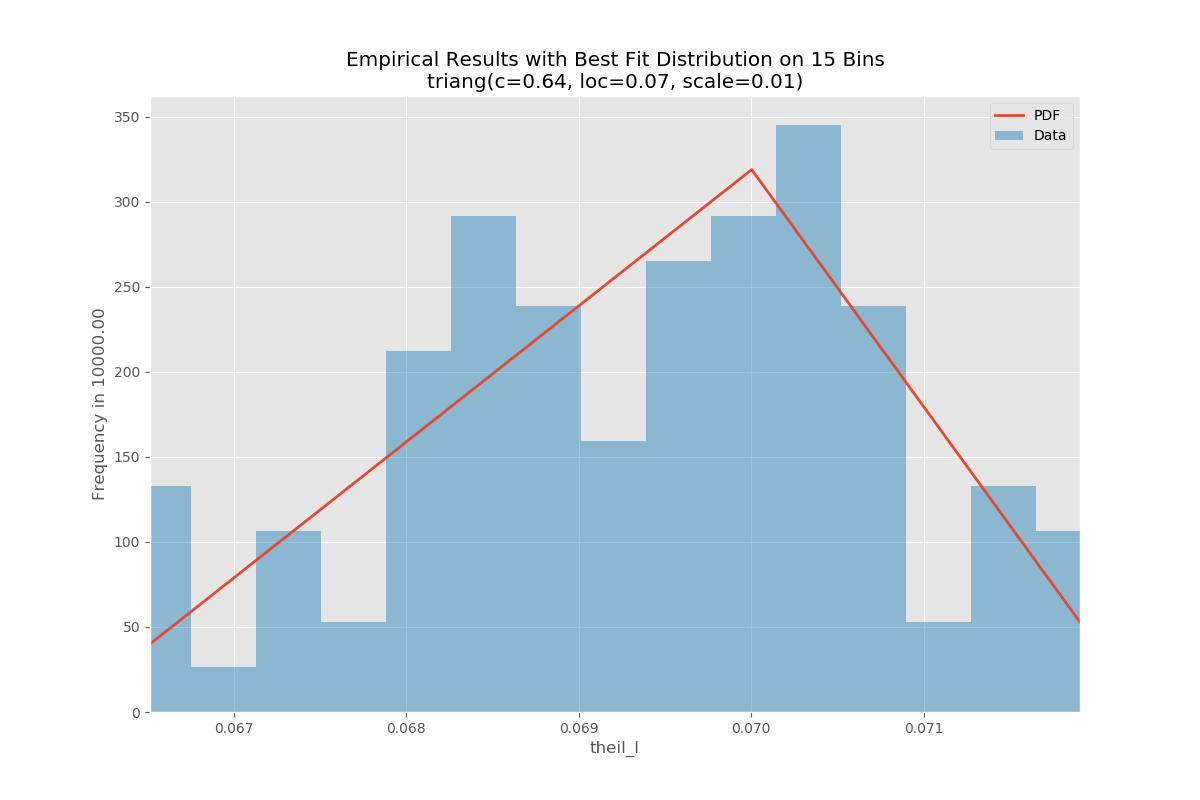 Empirical Results with Best Fit Distribution on 15 Bins
triang(c=0.64, loc=0.07, scale=0.01)
PDF
Data
350
300
250
200
150
100
50
0
Frequency in 10000.00
0.067 0.068 0.069 0.070 0.071
theil_l